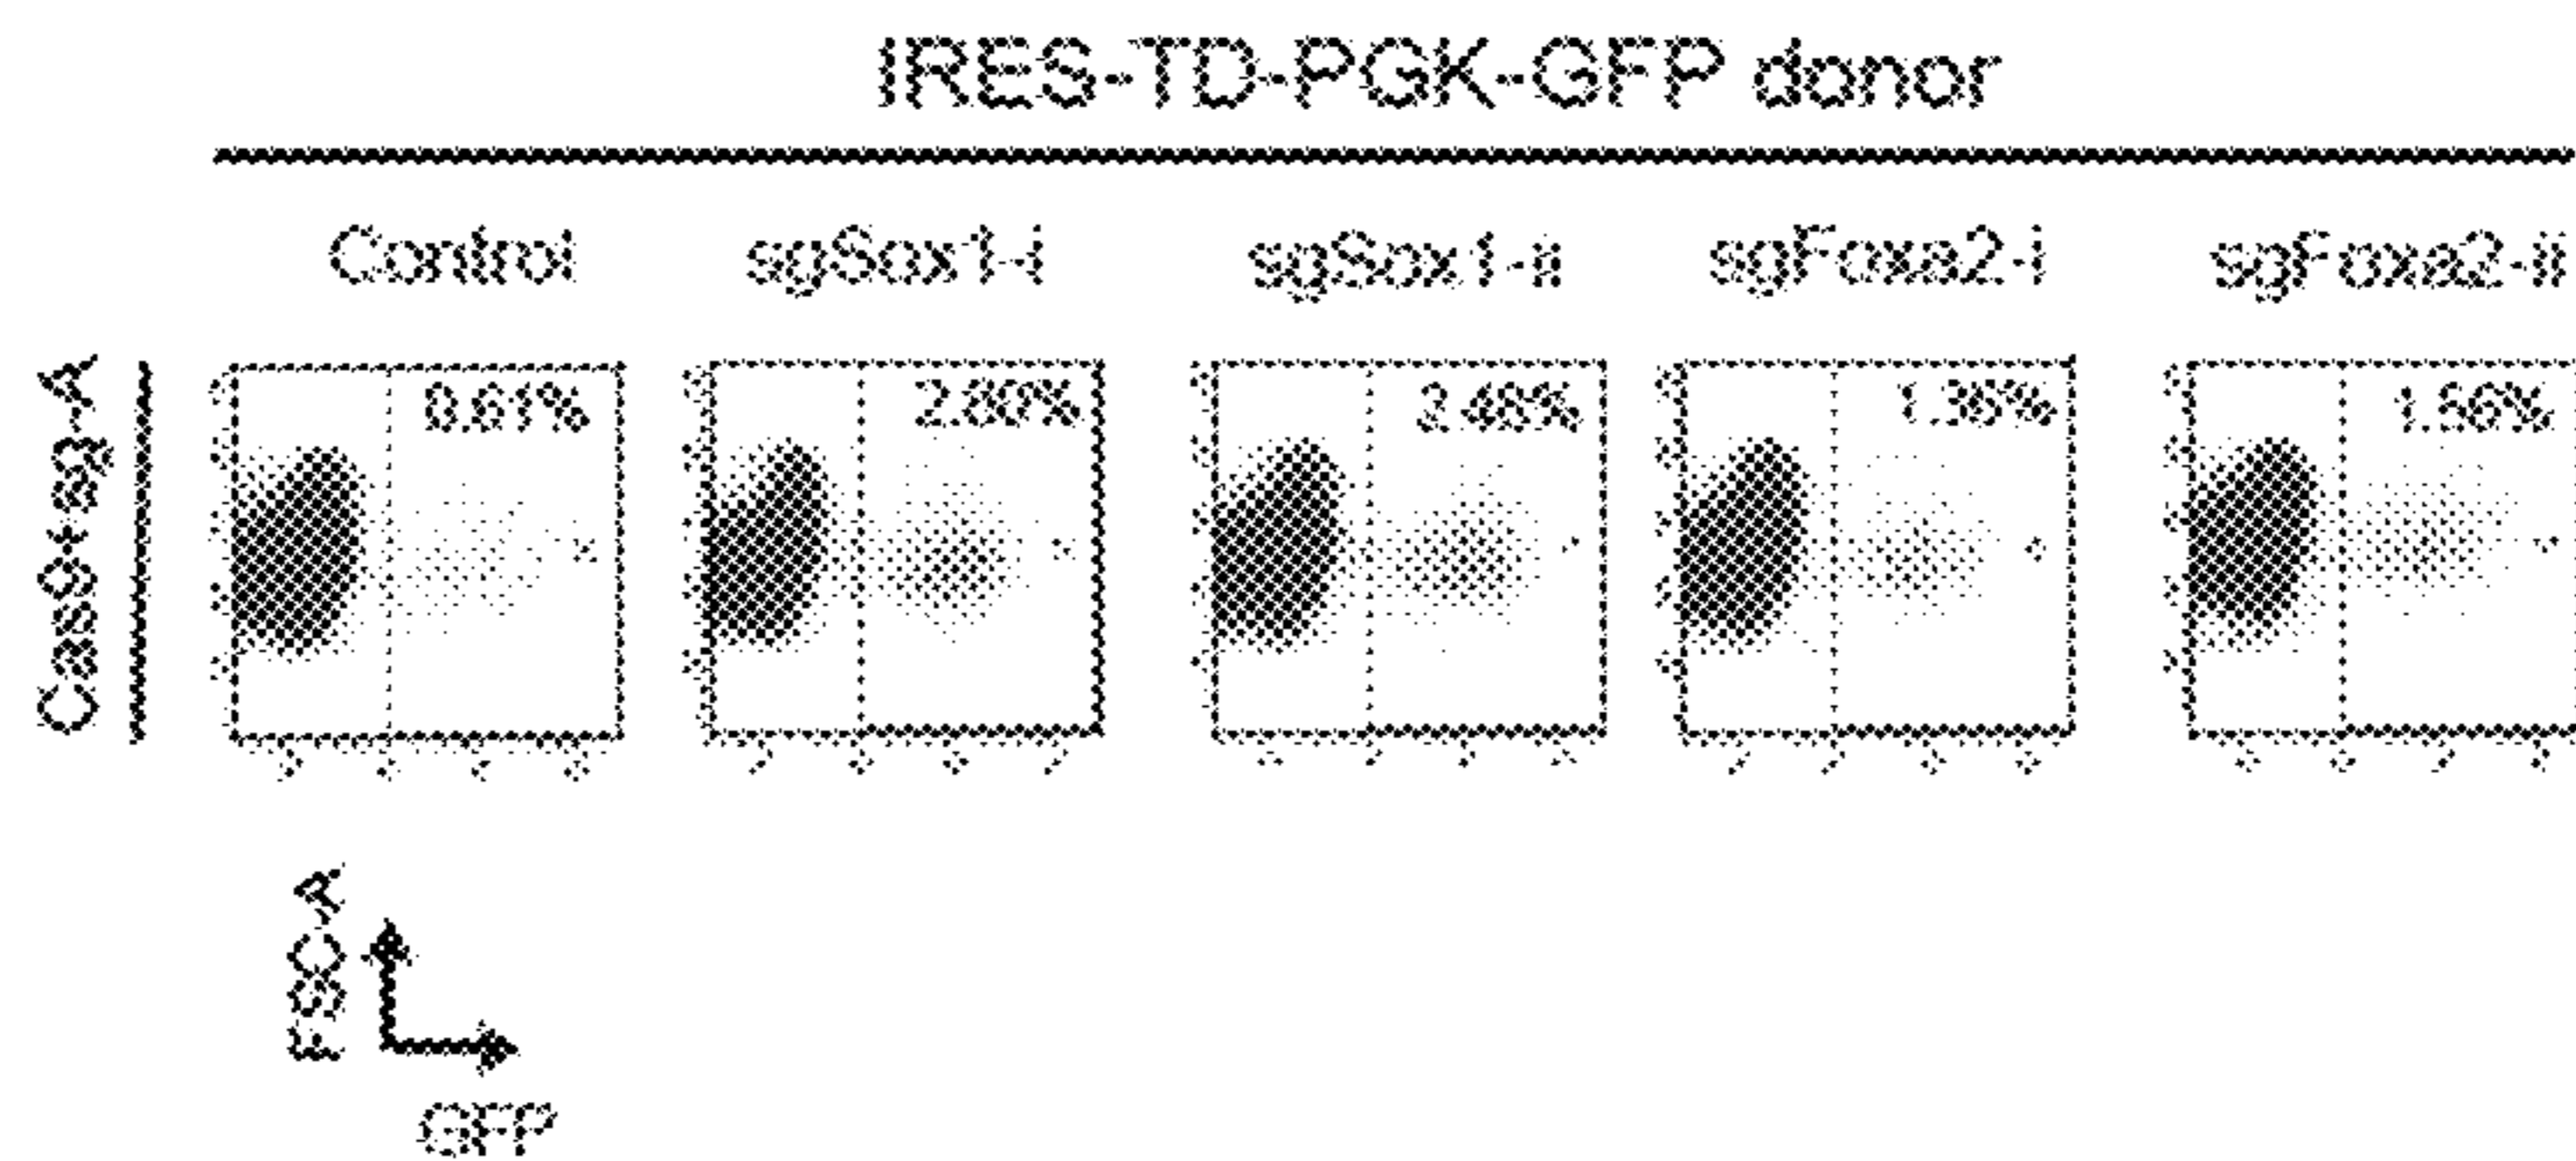 IRES-TD-PGK-GFP donor
Control sgSox1-i sgSox1-ii sgFoxa2-i sgFoxa2-ii
Cas9+sg-A
0.61% 2.80% 2.46% 1.36% 1.56%
FSC-A
GFP